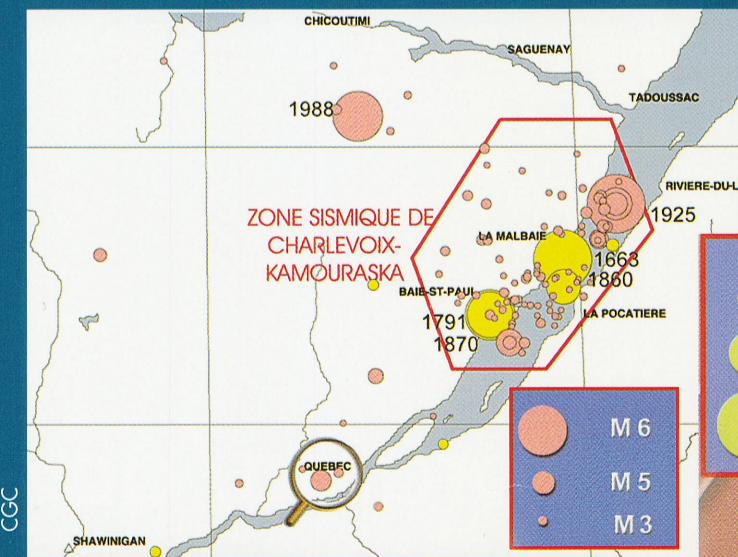 CHICOUTIMI
SAGUENAY
TADOUSSAC
1988
RIVIERE-DU-L
1925
ZONE SISMIQUE DE
CHARLEVOIX-
KAMOURASKA
LA MALBAIE
1663
1860
BAIE-ST-PAUL
LA POCATIERE
1791
1870
M 6
M 5
M 3
QUEBEC
SHAWINIGAN
CGC